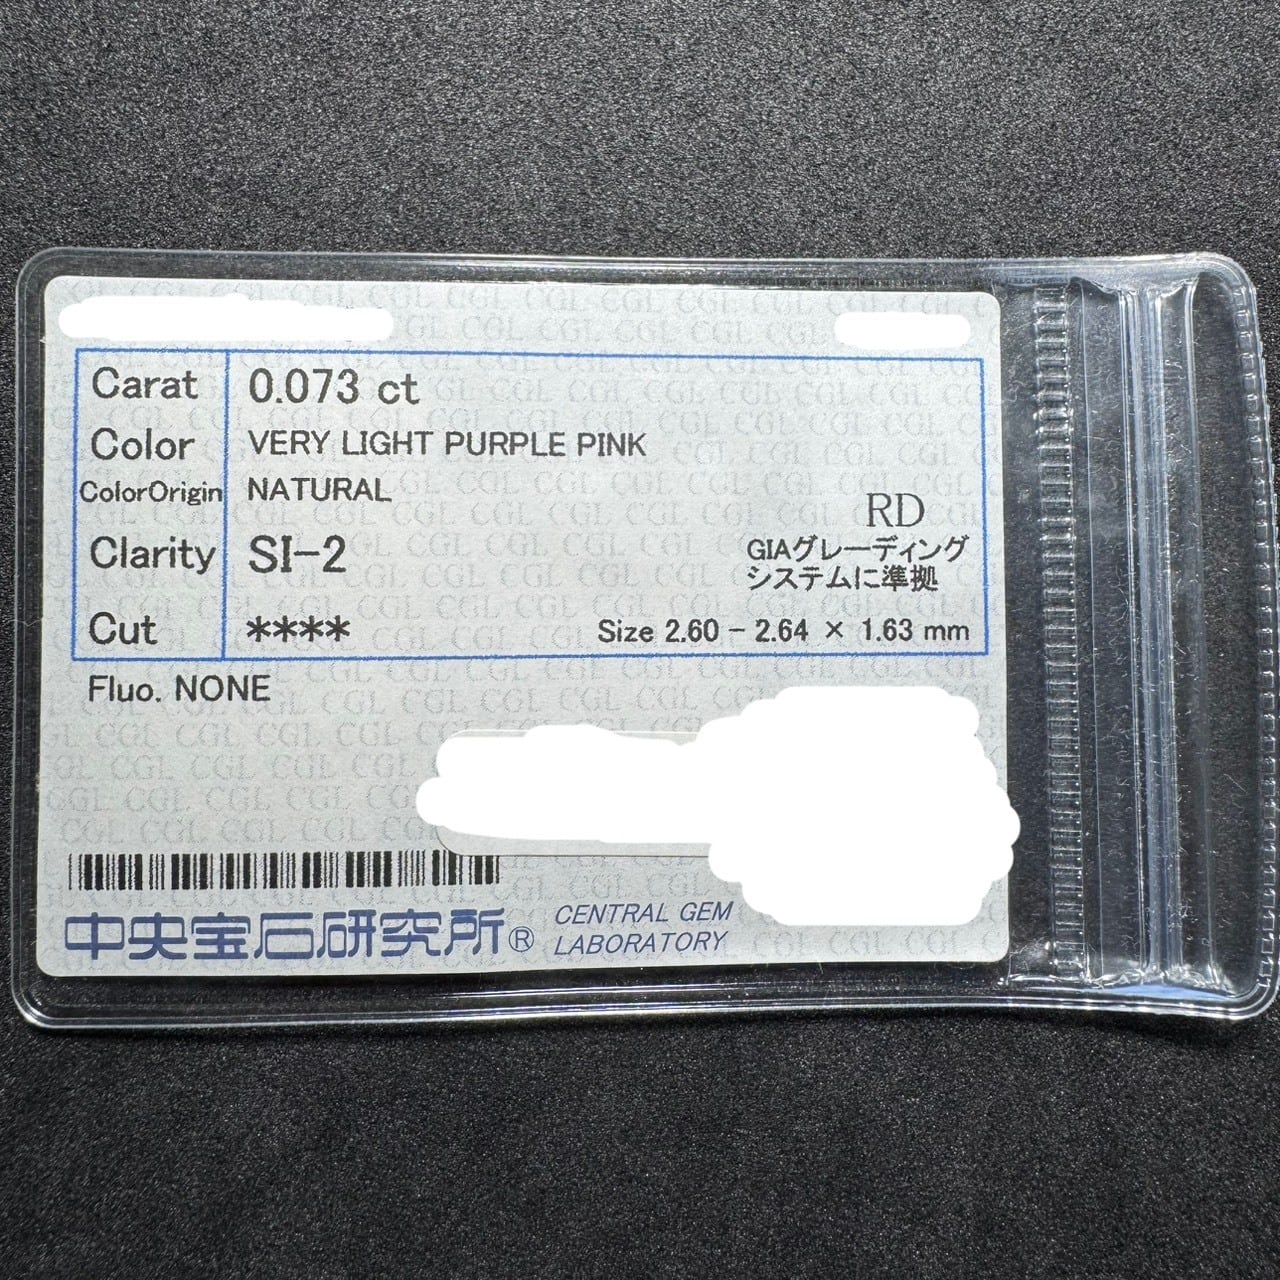 Carat 0.073 ct
Color VERY LIGHT PURPLE PINK
ColorOrigin NATURAL
RD
Clarity SI-2
GIAグレーディング
システムに準拠
Cut **** Size 2.60 - 2.64 × 1.63 mm
Fluo. NONE
中央宝石研究所® CENTRAL GEM
LABORATORY